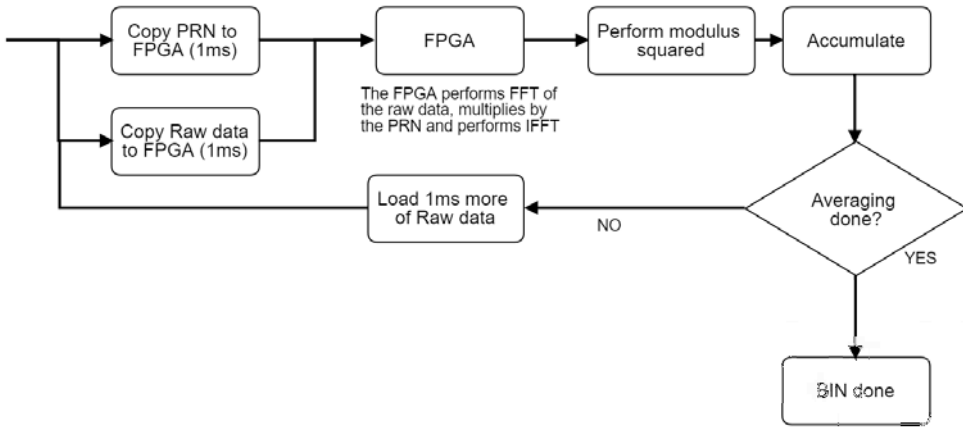 Copy PRN to
FPGA (1ms)
FPGA
Perform modulus
squared
Accumulate
The FPGA performs FFT of
the raw data, multiplies by
the PRN and performs IFFT
Copy Raw data
to FPGA (1ms)
Load 1ms more
of Raw data
NO
Averaging
done?
YES
BIN done